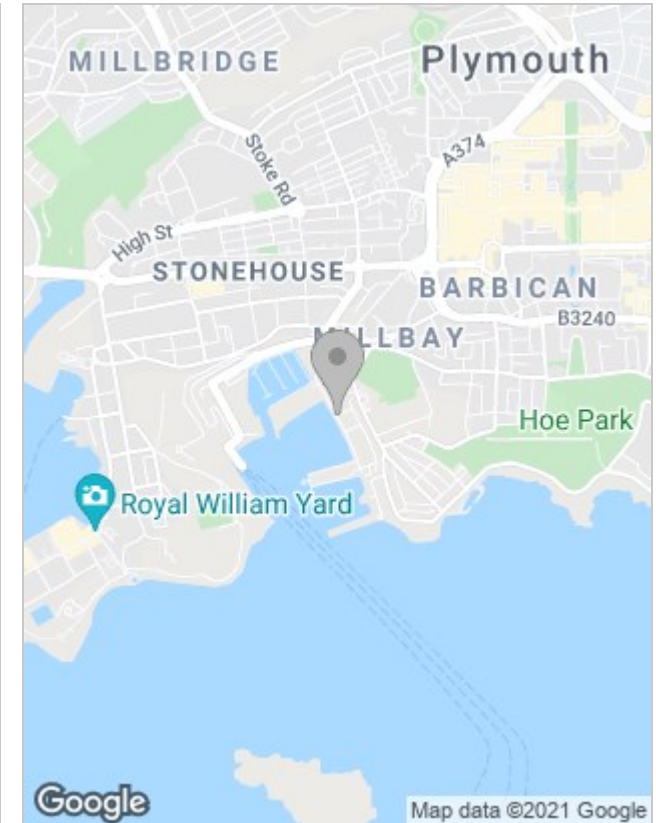 MILLBRIDGE
Plymouth
Stoke Rd
A374
High St
STONEHOUSE
BARBICAN
B3240
MILLBAY
Hoe Park
Royal William Yard
Google
Map data ©2021 Google